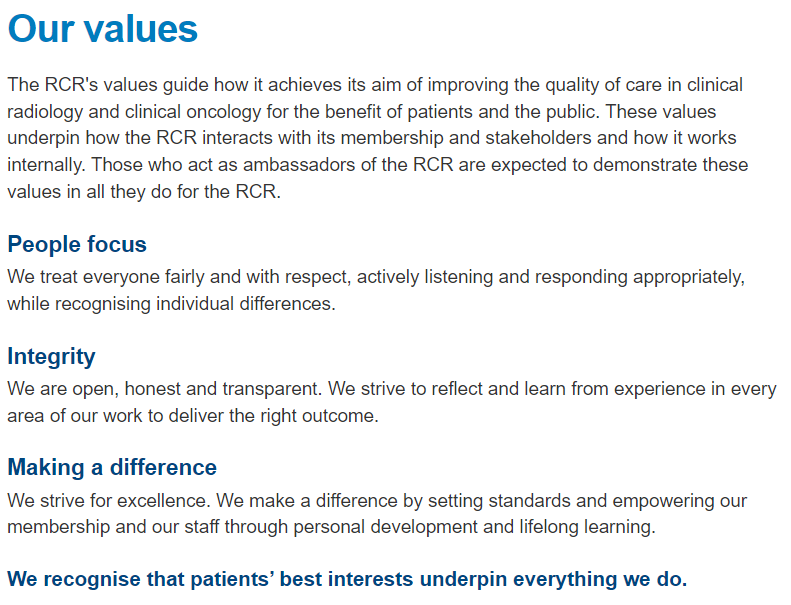 Our values
The RCR's values guide how it achieves its aim of improving the quality of care in clinical
radiology and clinical oncology for the benefit of patients and the public. These values
underpin how the RCR interacts with its membership and stakeholders and how it works
internally. Those who act as ambassadors of the RCR are expected to demonstrate these
values in all they do for the RCR.
People focus
We treat everyone fairly and with respect, actively listening and responding appropriately,
while recognising individual differences.
Integrity
We are open, honest and transparent. We strive to reflect and learn from experience in every
area of our work to deliver the right outcome.
Making a difference
We strive for excellence. We make a difference by setting standards and empowering our
membership and our staff through personal development and lifelong learning.
We recognise that patients’ best interests underpin everything we do.